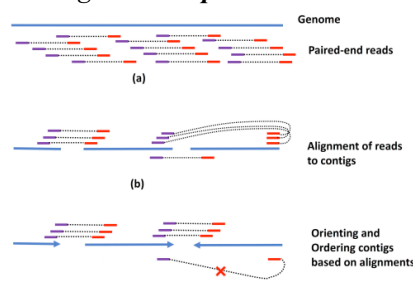 Genome
Paired-end reads
(a)
Alignment of reads
to contigs
(b)
Orienting and
Ordering contigs
based on alignments